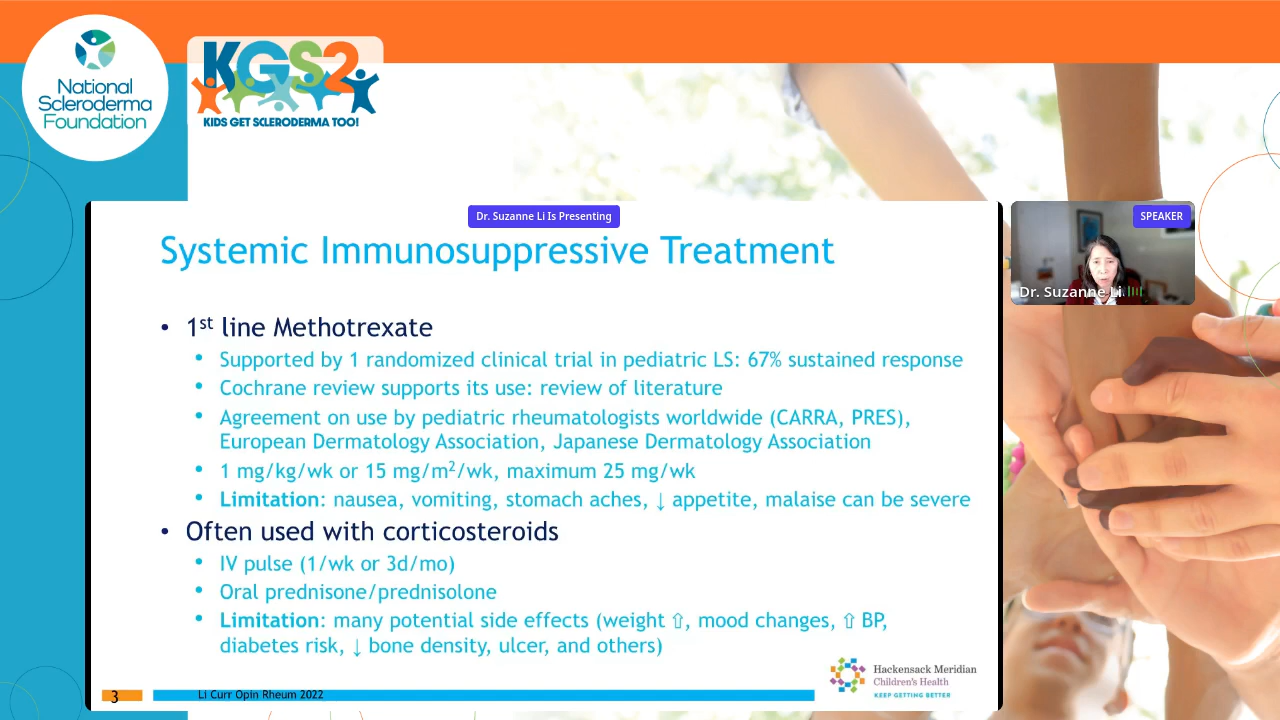 National
Scleroderma
Foundation
KGS2
KIDS GET SCLERODERMA TOO!
Dr. Suzanne Li Is Presenting
SPEAKER
Dr. Suzanne Li
Systemic Immunosuppressive Treatment
• 1st line Methotrexate
• Supported by 1 randomized clinical trial in pediatric LS: 67% sustained response
• Cochrane review supports its use: review of literature
• Agreement on use by pediatric rheumatologists worldwide (CARRA, PRES),
European Dermatology Association, Japanese Dermatology Association
• 1 mg/kg/wk or 15 mg/m²/wk, maximum 25 mg/wk
• Limitation: nausea, vomiting, stomach aches, ↓ appetite, malaise can be severe
• Often used with corticosteroids
• IV pulse (1/wk or 3d/mo)
• Oral prednisone/prednisolone
• Limitation: many potential side effects (weight ⇧, mood changes, ⇧ BP,
diabetes risk, ↓ bone density, ulcer, and others)
Hackensack Meridian
Children's Health
KEEP GETTING BETTER
3
Li Curr Opin Rheum 2022